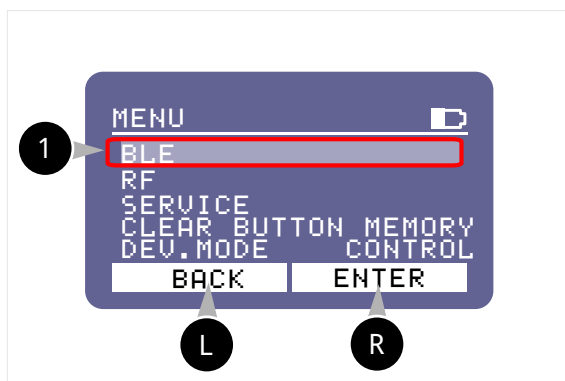 MENU
1
BLE
RF
SERVICE
CLEAR BUTTON MEMORY
DEV.MODE CONTROL
BACK ENTER
L R